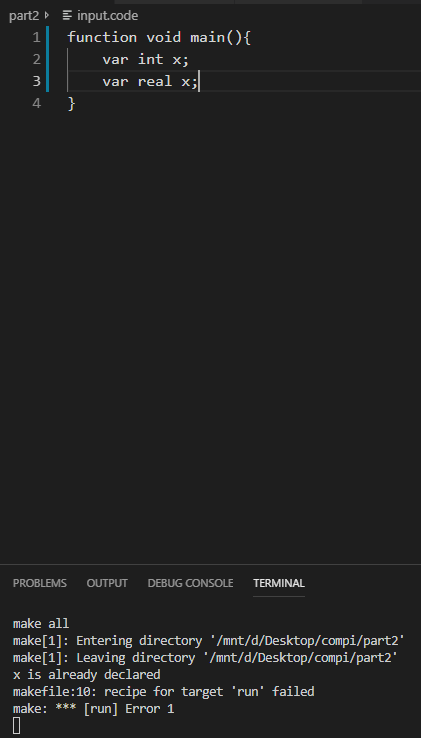 part2 input.code
1 function void main(){
2     var int x;
3     var real x;
4 }
PROBLEMS OUTPUT DEBUG CONSOLE TERMINAL
make all
make[1]: Entering directory '/mnt/d/Desktop/compi/part2'
make[1]: Leaving directory '/mnt/d/Desktop/compi/part2'
x is already declared
makefile:10: recipe for target 'run' failed
make: *** [run] Error 1